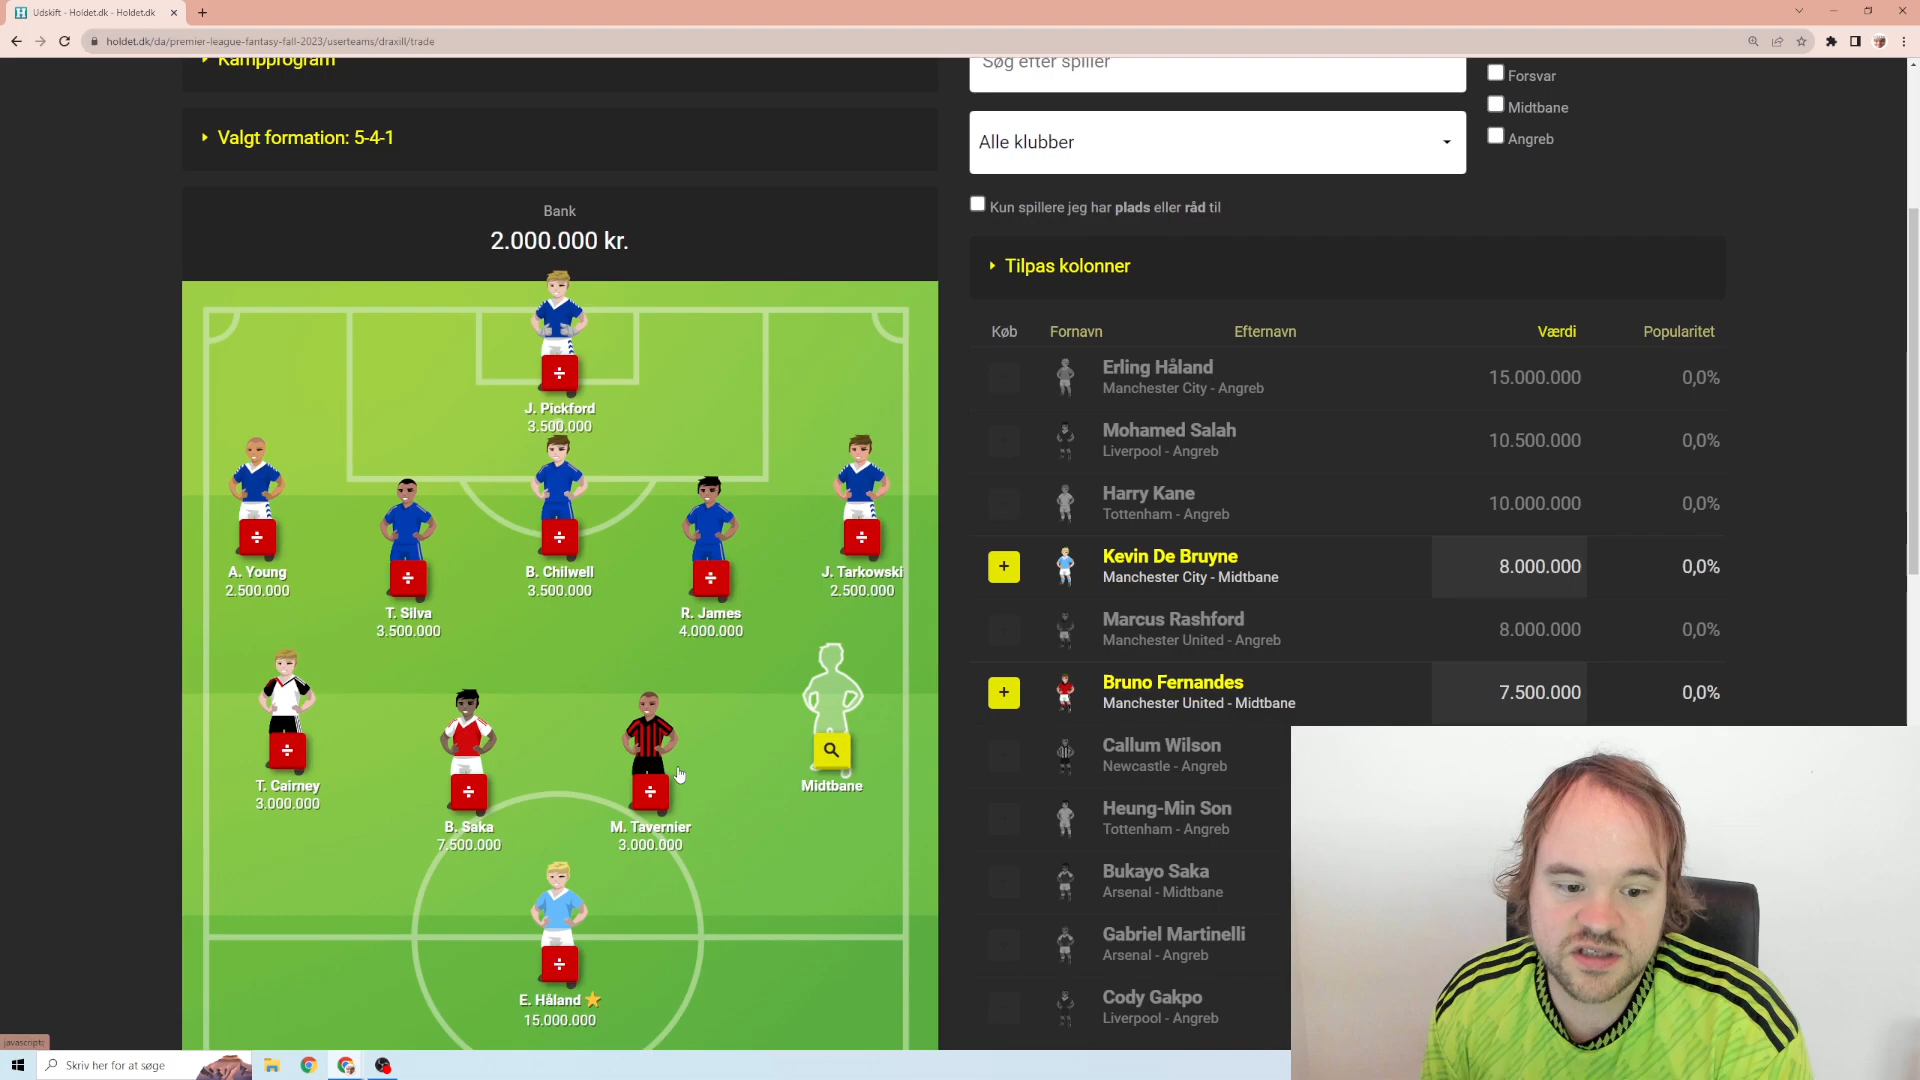 Udskift - Holdet.dk - Holdet.dk
holdet.dk/da/premier-league-fantasy-fall-2023/userteams/draxill/trade
Kampprogram
Valgt formation: 5-4-1
Bank
2.000.000 kr.
J. Pickford
3.500.000
A. Young
2.500.000
T. Silva
3.500.000
B. Chilwell
3.500.000
R. James
4.000.000
J. Tarkowski
2.500.000
T. Cairney
3.000.000
B. Saka
7.500.000
M. Tavernier
3.000.000
Midtbane
E. Håland
15.000.000
Søg efter spiller
Forsvar
Midtbane
Angreb
Alle klubber
Kun spillere jeg har plads eller råd til
Tilpas kolonner
Køb Fornavn Efternavn Værdi Popularitet
Erling Håland
Manchester City - Angreb
15.000.000 0,0%
Mohamed Salah
Liverpool - Angreb
10.500.000 0,0%
Harry Kane
Tottenham - Angreb
10.000.000 0,0%
Kevin De Bruyne
Manchester City - Midtbane
8.000.000 0,0%
Marcus Rashford
Manchester United - Angreb
8.000.000 0,0%
Bruno Fernandes
Manchester United - Midtbane
7.500.000 0,0%
Callum Wilson
Newcastle - Angreb
Heung-Min Son
Tottenham - Angreb
Bukayo Saka
Arsenal - Midtbane
Gabriel Martinelli
Arsenal - Angreb
Cody Gakpo
Liverpool - Angreb
javascript:
Skriv her for at søge